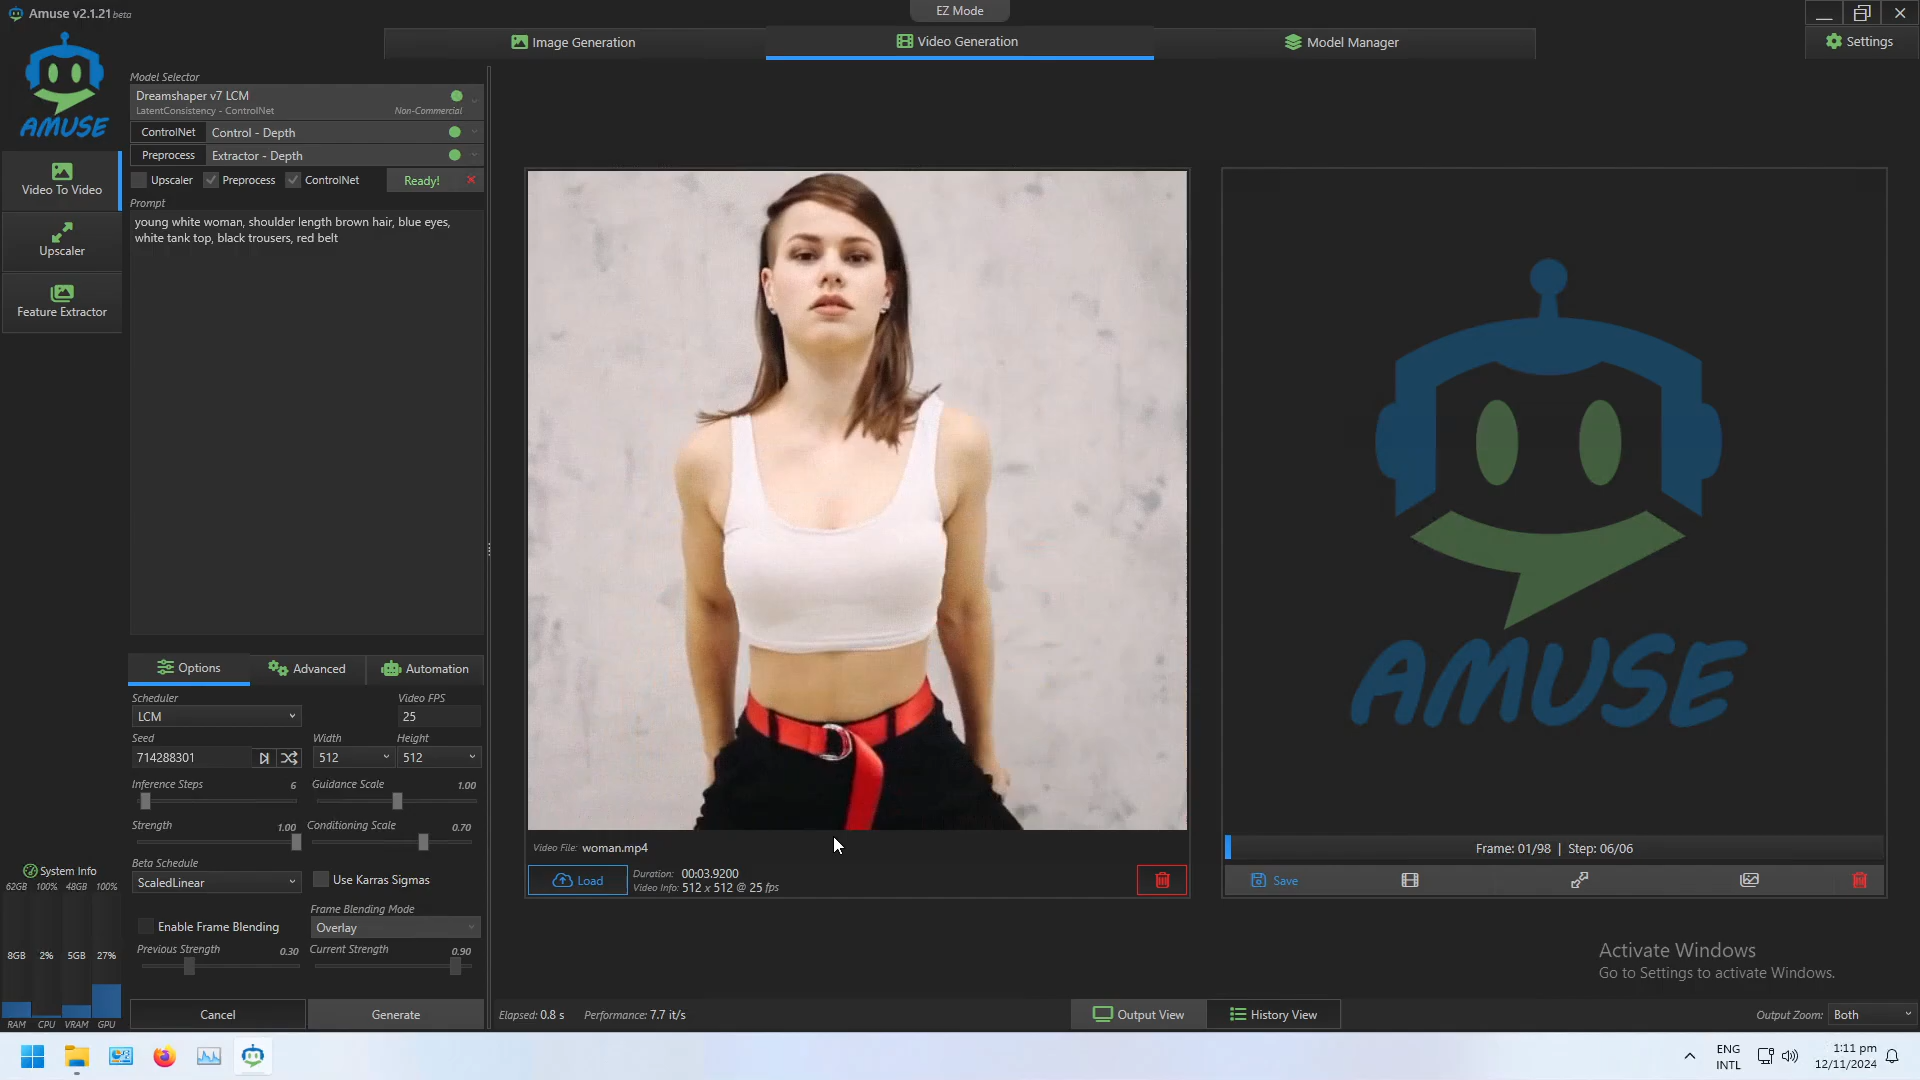 Amuse v2.1.21 beta
EZ Mode
Image Generation
Video Generation
Model Manager
Settings
AMUSE
Video To Video
Upscaler
Feature Extractor
Model Selector
Dreamshaper v7 LCM
LatentConsistency - ControlNet
Non-Commercial
ControlNet
Control - Depth
Preprocess
Extractor - Depth
Upscaler
Preprocess
ControlNet
Ready!
Prompt
young white woman, shoulder length brown hair, blue eyes,
white tank top, black trousers, red belt
Options
Advanced
Automation
Scheduler
Video FPS
LCM
25
Seed
Width
Height
714288301
512
512
Inference Steps
6
Guidance Scale
1.00
Strength
1.00
Conditioning Scale
0.70
Beta Schedule
ScaledLinear
Use Karras Sigmas
Enable Frame Blending
Frame Blending Mode
Overlay
Previous Strength
0.30
Current Strength
0.90
Cancel
Generate
System Info
62GB 100% 48GB 100%
8GB 2% 5GB 27%
RAM CPU VRAM GPU
Video File: woman.mp4
Load
Duration: 00:03.9200
Video Info: 512 x 512 @ 25 fps
AMUSE
Frame: 01/98 | Step: 06/06
Save
Activate Windows
Go to Settings to activate Windows.
Elapsed: 0.8 s
Performance: 7.7 it/s
Output View
History View
Output Zoom: Both
ENG
INTL
1:11 pm
12/11/2024